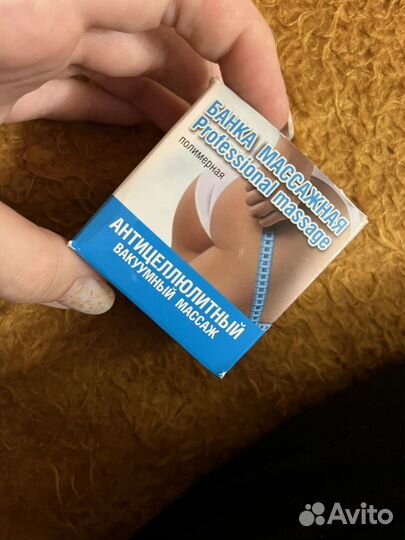 БАНКА МАССАЖНАЯ
Professional massage
полимерная
АНТИЦЕЛЛЮЛИТНЫЙ
ВАКУУМНЫЙ МАССАЖ
Avito